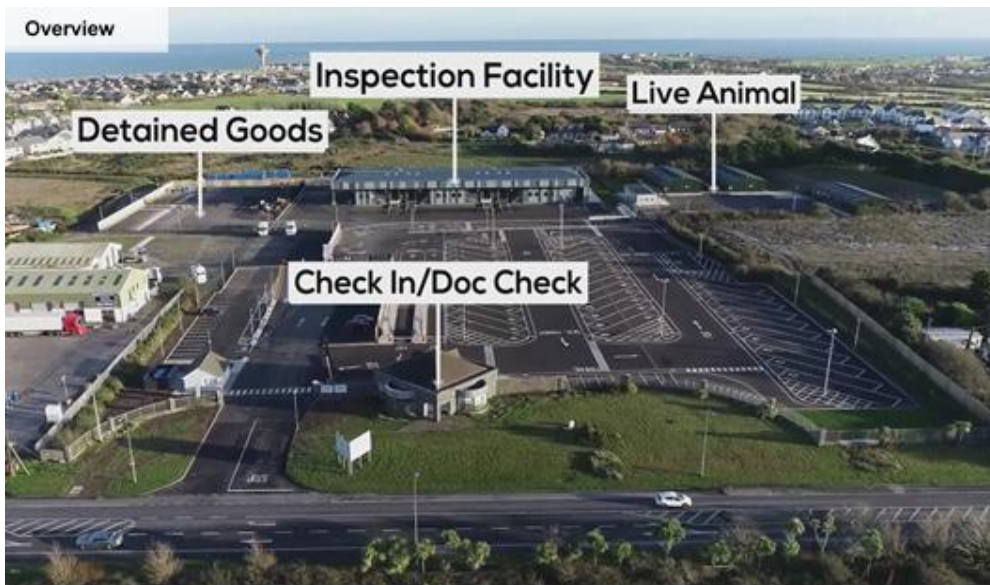 Overview
Inspection Facility
Live Animal
Detained Goods
Check In/Doc Check